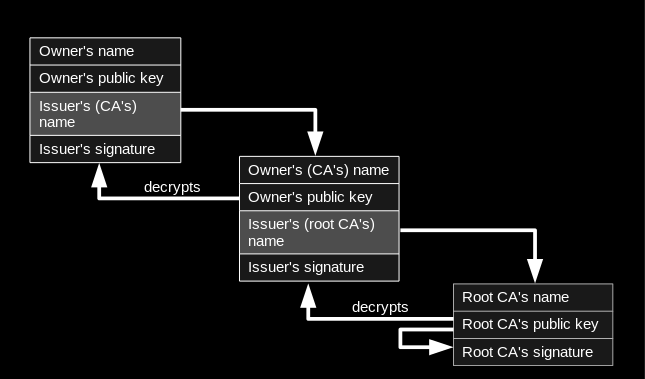 Owner's name
Owner's public key
Issuer's (CA's)
name
Issuer's signature
decrypts
Owner's (CA's) name
Owner's public key
Issuer's (root CA's)
name
Issuer's signature
decrypts
Root CA's name
Root CA's public key
Root CA's signature